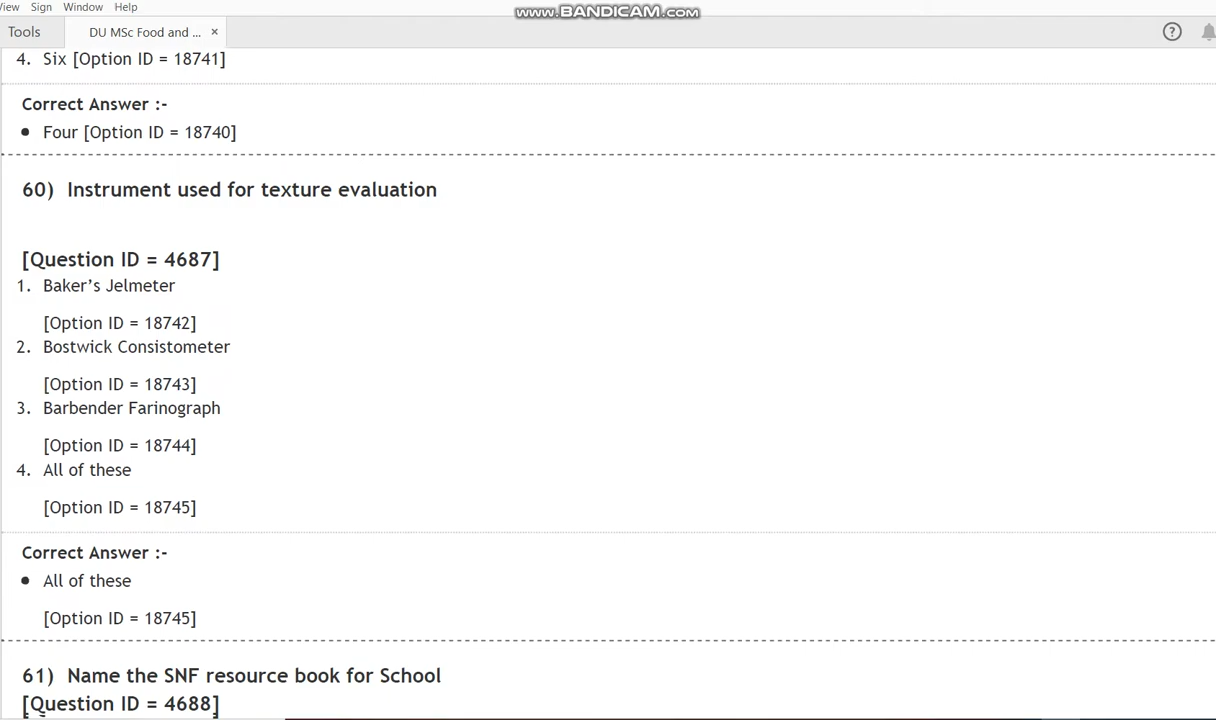 View Sign Window Help
www.BANDICAM.com
Tools DU MSc Food and ... ×
4. Six [Option ID = 18741]
Correct Answer :-
• Four [Option ID = 18740]
60) Instrument used for texture evaluation
[Question ID = 4687]
1. Baker’s Jelmeter
[Option ID = 18742]
2. Bostwick Consistometer
[Option ID = 18743]
3. Barbender Farinograph
[Option ID = 18744]
4. All of these
[Option ID = 18745]
Correct Answer :-
• All of these
[Option ID = 18745]
61) Name the SNF resource book for School
[Question ID = 4688]